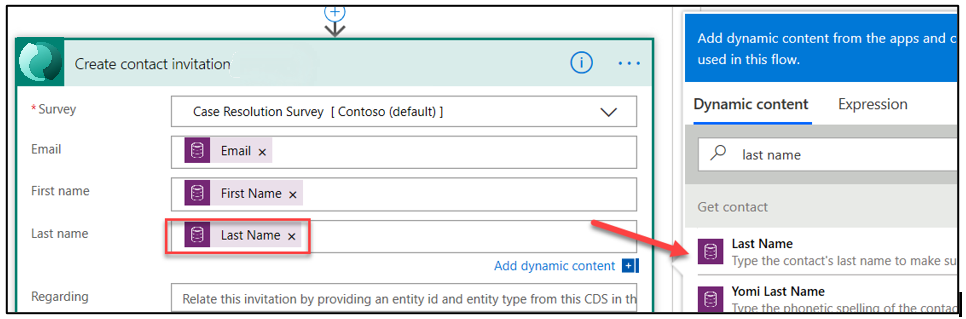 Create contact invitation
* Survey
Case Resolution Survey [ Contoso (default) ]
Email
Email ×
First name
First Name ×
Last name
Last Name ×
Add dynamic content
Regarding
Relate this invitation by providing an entity id and entity type from this CDS in th
Add dynamic content from the apps and c
used in this flow.
Dynamic content Expression
last name
Get contact
Last Name
Type the contact's last name to make su
Yomi Last Name
Type the phonetic spelling of the contac